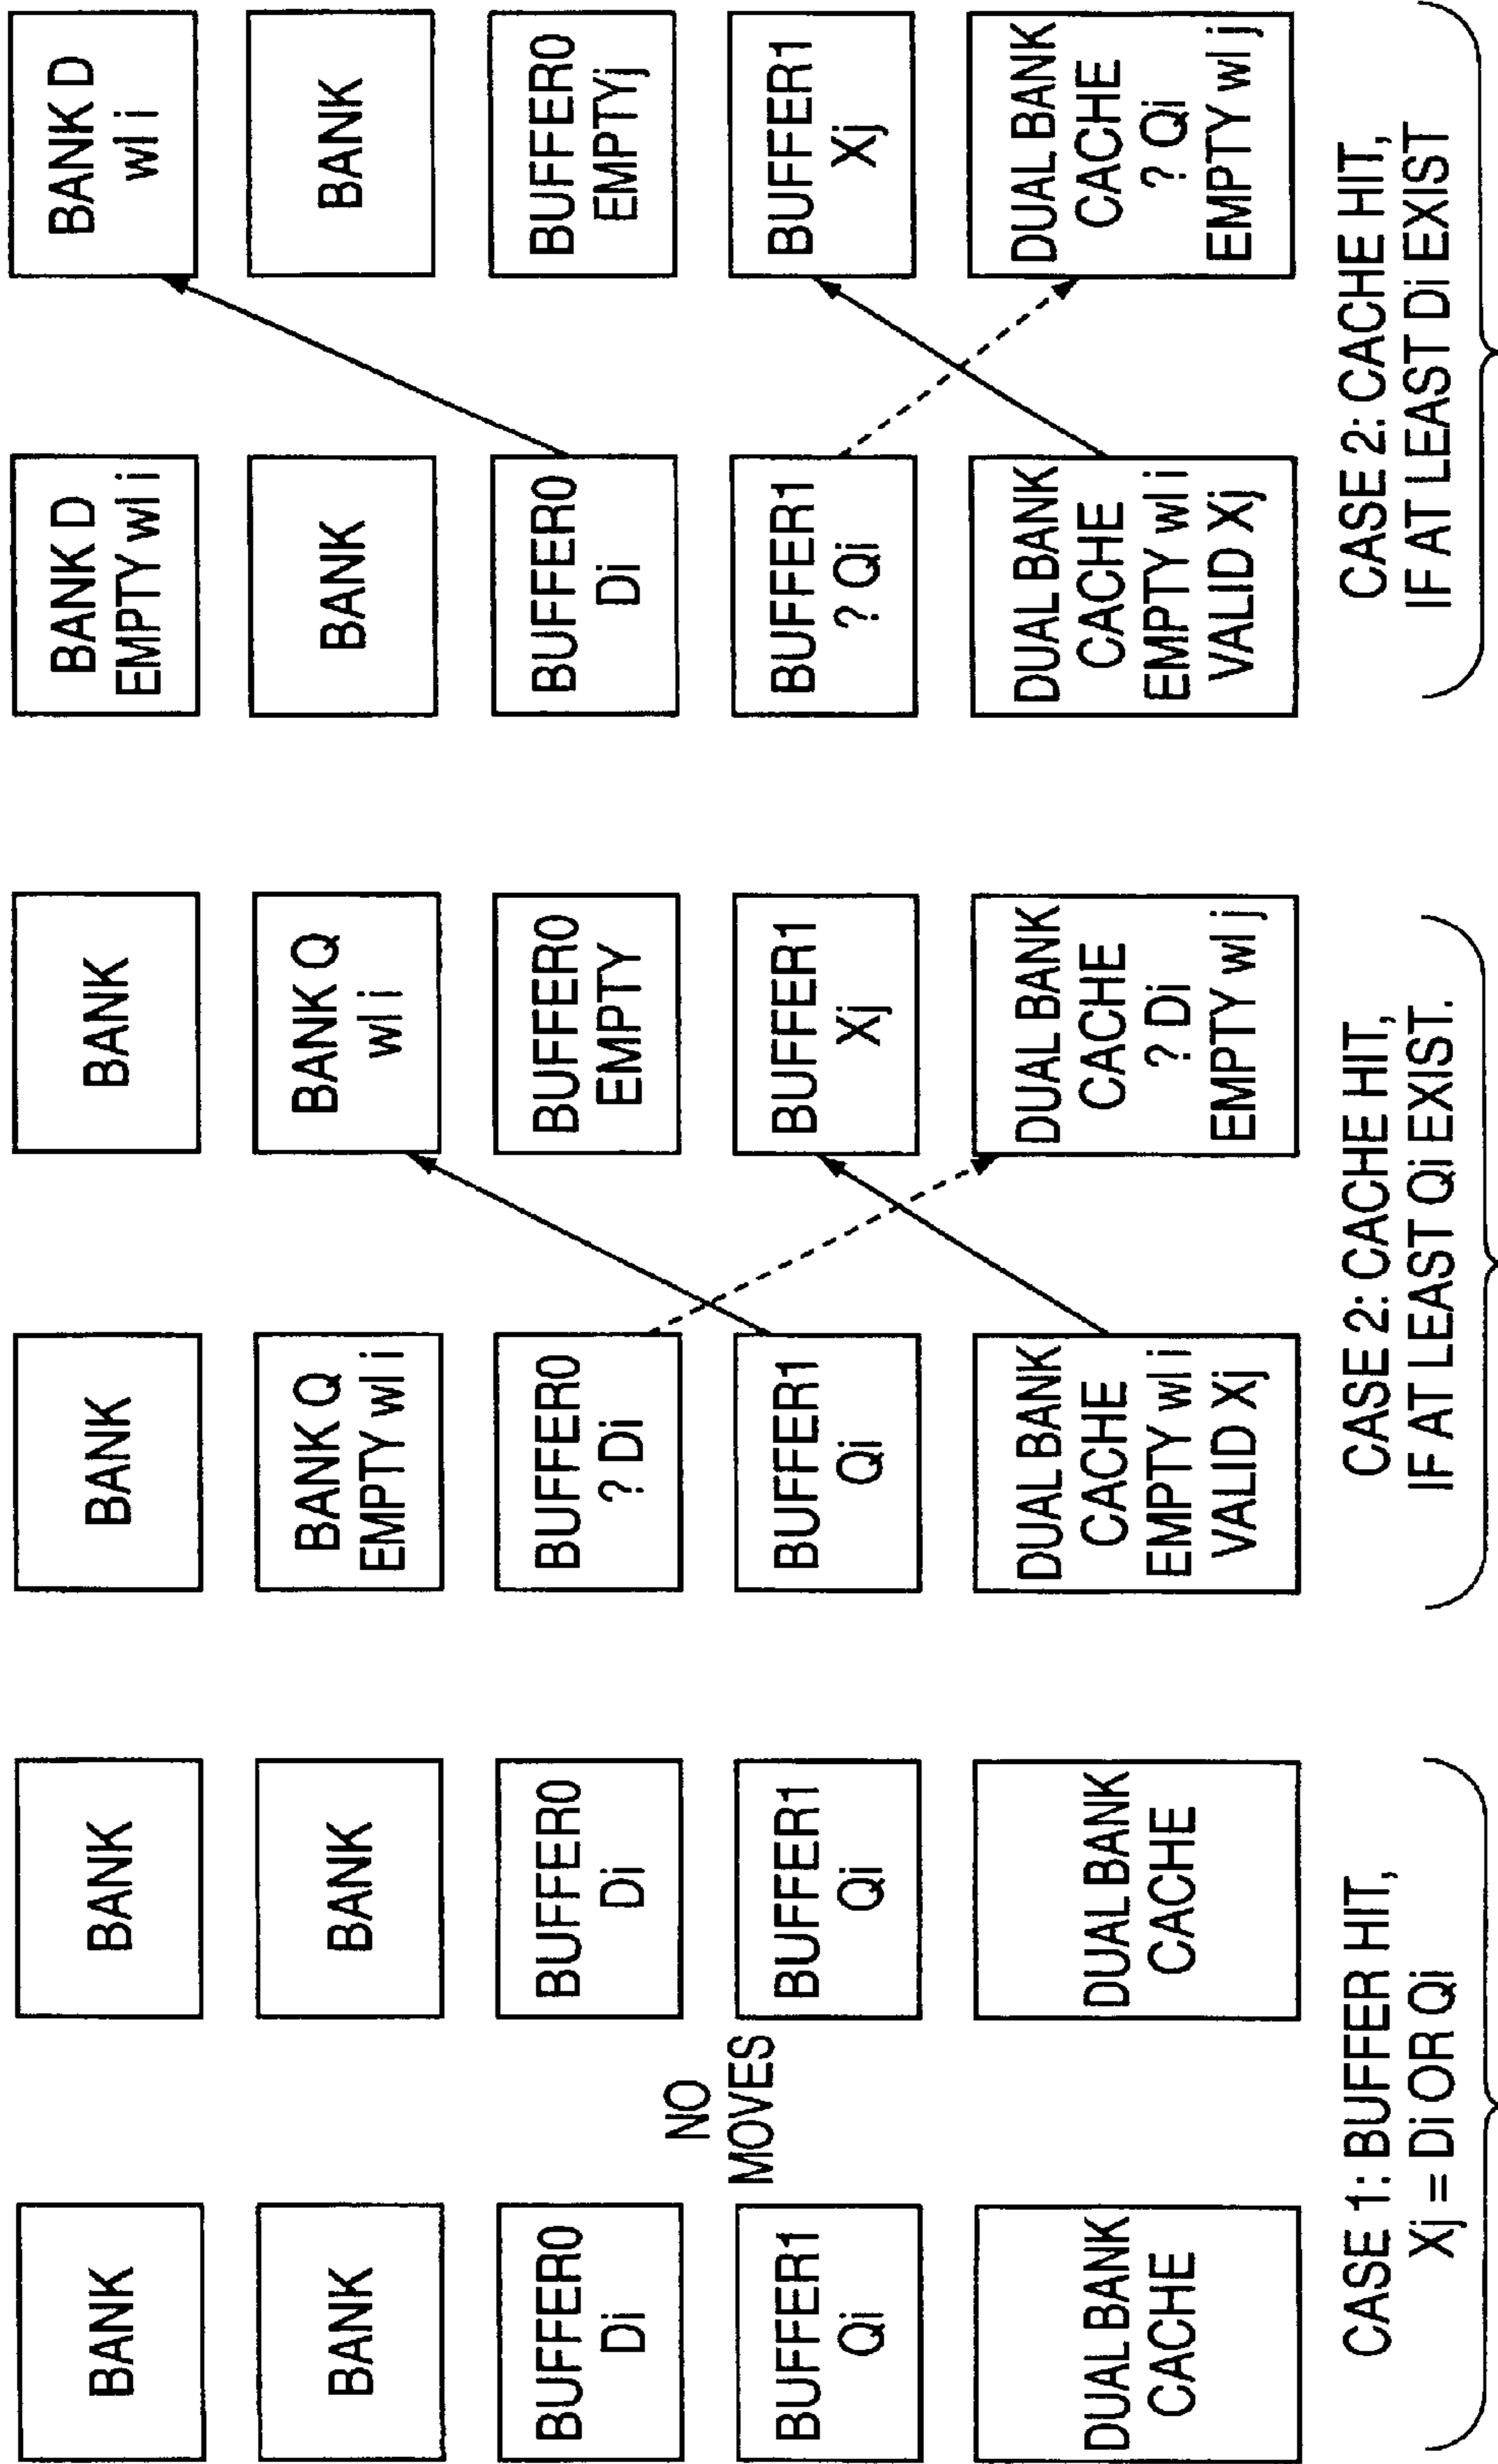 BANK
BANK
BUFFER0
Di
BUFFER1
Qi
DUAL BANK
CACHE
NO
MOVES
BANK
BANK
BUFFER0
Di
BUFFER1
Qi
DUAL BANK
CACHE
CASE 1: BUFFER HIT,
Xj = Di OR Qi
BANK
BANK Q
EMPTY wl i
BUFFER0
? Di
BUFFER1
Qi
DUAL BANK
CACHE
EMPTY wl i
VALID Xj
BANK
BANK Q
wl i
BUFFER0
EMPTY
BUFFER1
Xj
DUAL BANK
CACHE
? Di
EMPTY wl j
CASE 2: CACHE HIT,
IF AT LEAST Qi EXIST.
BANK D
EMPTY wl i
BANK
BUFFER0
Di
BUFFER1
? Qi
DUAL BANK
CACHE
EMPTY wl i
VALID Xj
BANK D
wl i
BANK
BUFFER0
EMPTYj
BUFFER1
Xj
DUAL BANK
CACHE
? Qi
EMPTY wl j
CASE 2: CACHE HIT,
IF AT LEAST Di EXIST